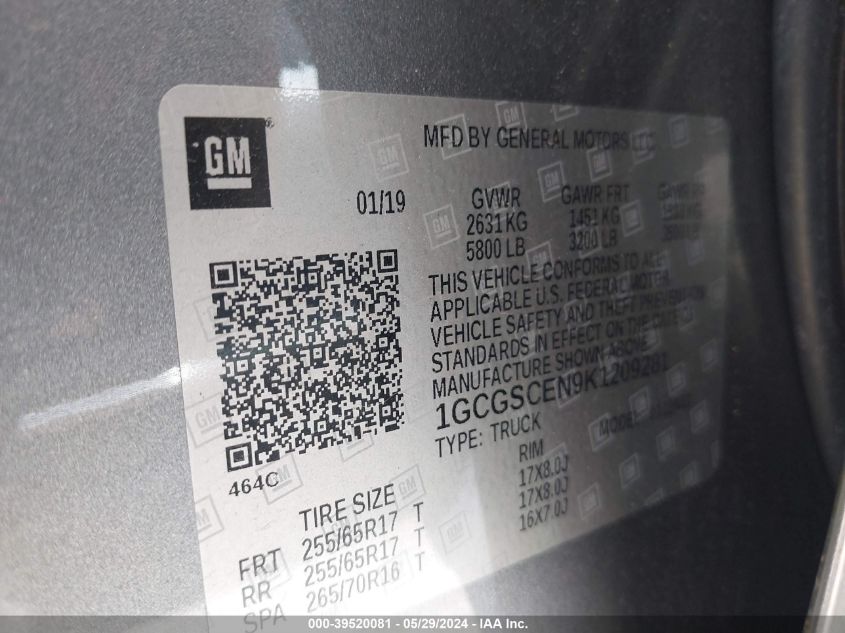 GM
MFD BY GENERAL MOTORS LLC
01/19
GVWR GAWR FRT
2631 KG 1451 KG
5800 LB 3200 LB
THIS VEHICLE CONFORMS TO ALL
APPLICABLE U.S. FEDERAL MOTOR
VEHICLE SAFETY AND THEFT PREVENTION
STANDARDS IN EFFECT ON THE DATE OF
MANUFACTURE SHOWN ABOVE.
1GCGSCEN9K1209281
TYPE: TRUCK MODEL:
464C
TIRE SIZE RIM
FRT 255/65R17 T 17X8.0J
RR 255/65R17 T 17X8.0J
SPA 265/70R16 T 16X7.0J
000-39520081 - 05/29/2024 - IAA Inc.